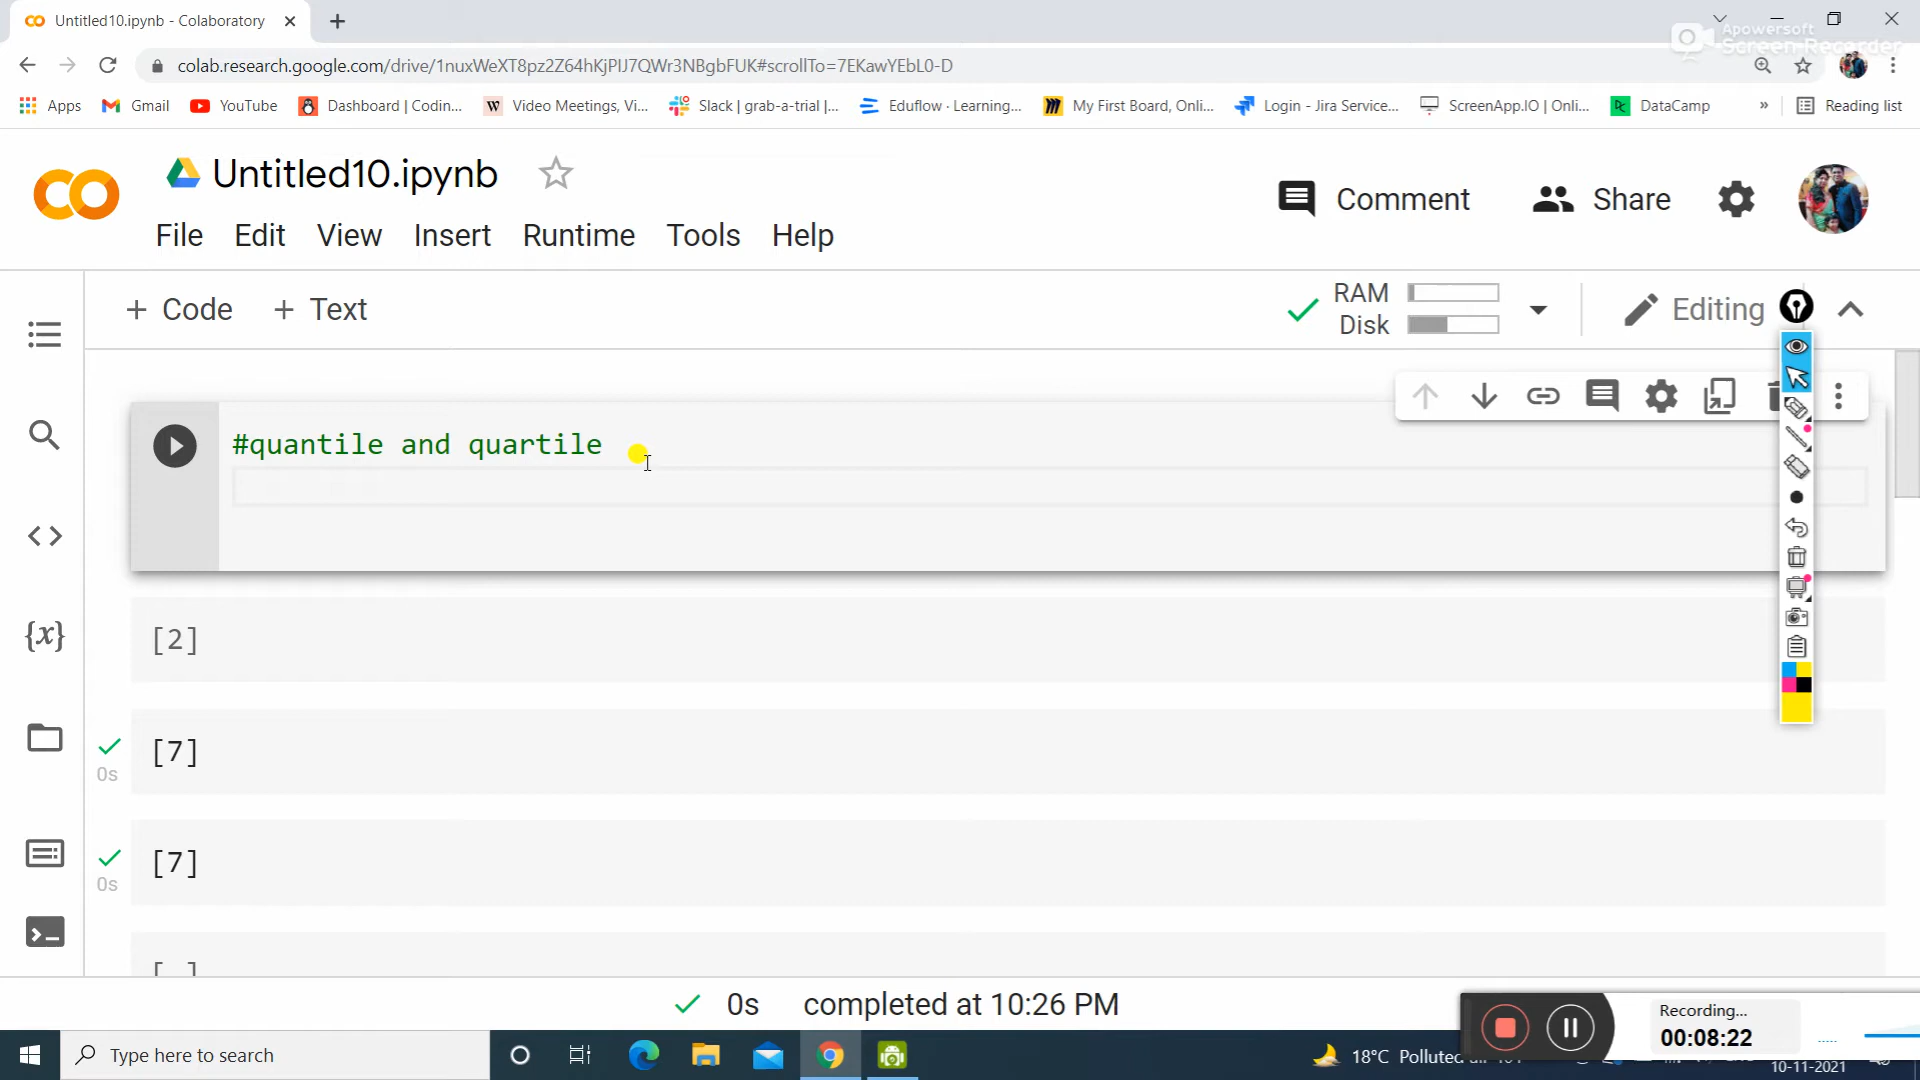 Untitled10.ipynb - Colaboratory
Apowersoft
Screen Recorder
colab.research.google.com/drive/1nuxWeXT8pz2Z64hKjPlJ7QWr3NBgbFUK#scrollTo=7EKawYEbL0-D
Apps Gmail YouTube Dashboard | Codin... Video Meetings, Vi... Slack | grab-a-trial |... Eduflow · Learning... My First Board, Onli... Login - Jira Service... ScreenApp.IO | Onli... DataCamp » Reading list
Untitled10.ipynb
Comment Share
File Edit View Insert Runtime Tools Help
+ Code + Text
RAM
Disk
Editing
#quantile and quartile
[2]
[7]
0s
[7]
0s
0s completed at 10:26 PM
Recording...
00:08:22
Type here to search
18°C Polluted
10-11-2021